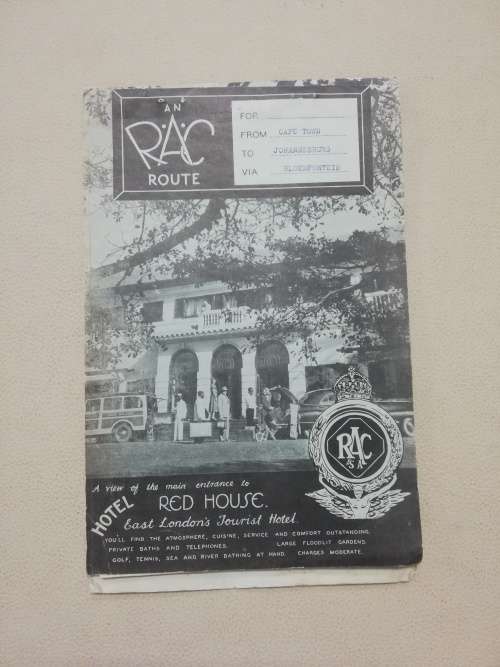 AN
RAC
ROUTE
FOR
FROM CAPE TOWN
TO JOHANNESBURG
VIA BLOEMFONTEIN
RAC
SA
A view of the main entrance to
HOTEL RED HOUSE.
East London's Tourist Hotel.
YOU'LL FIND THE ATMOSPHERE, CUISINE, SERVICE AND COMFORT OUTSTANDING.
PRIVATE BATHS AND TELEPHONES. LARGE FLOODLIT GARDENS.
GOLF, TENNIS, SEA AND RIVER BATHING AT HAND. CHARGES MODERATE.